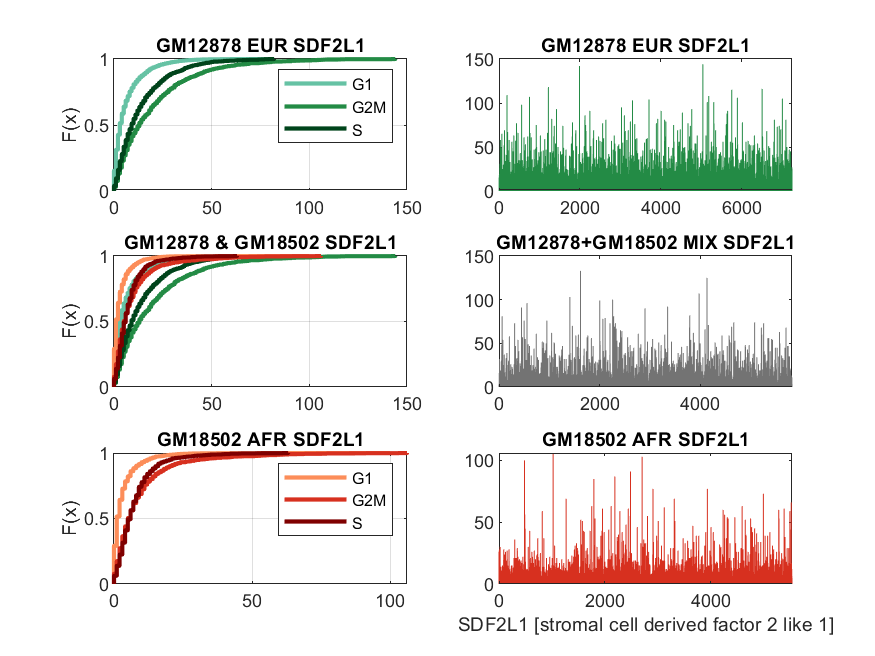 GM12878 EUR SDF2L1
F(x)
1
0.5
0
0
50
100
150
G1
G2M
S
GM12878 EUR SDF2L1
150
100
50
0
0
2000
4000
6000
GM12878 & GM18502 SDF2L1
F(x)
1
0.5
0
0
50
100
150
GM12878+GM18502 MIX SDF2L1
150
100
50
0
0
2000
4000
GM18502 AFR SDF2L1
F(x)
1
0.5
0
0
50
100
G1
G2M
S
GM18502 AFR SDF2L1
100
50
0
0
2000
4000
SDF2L1 [stromal cell derived factor 2 like 1]